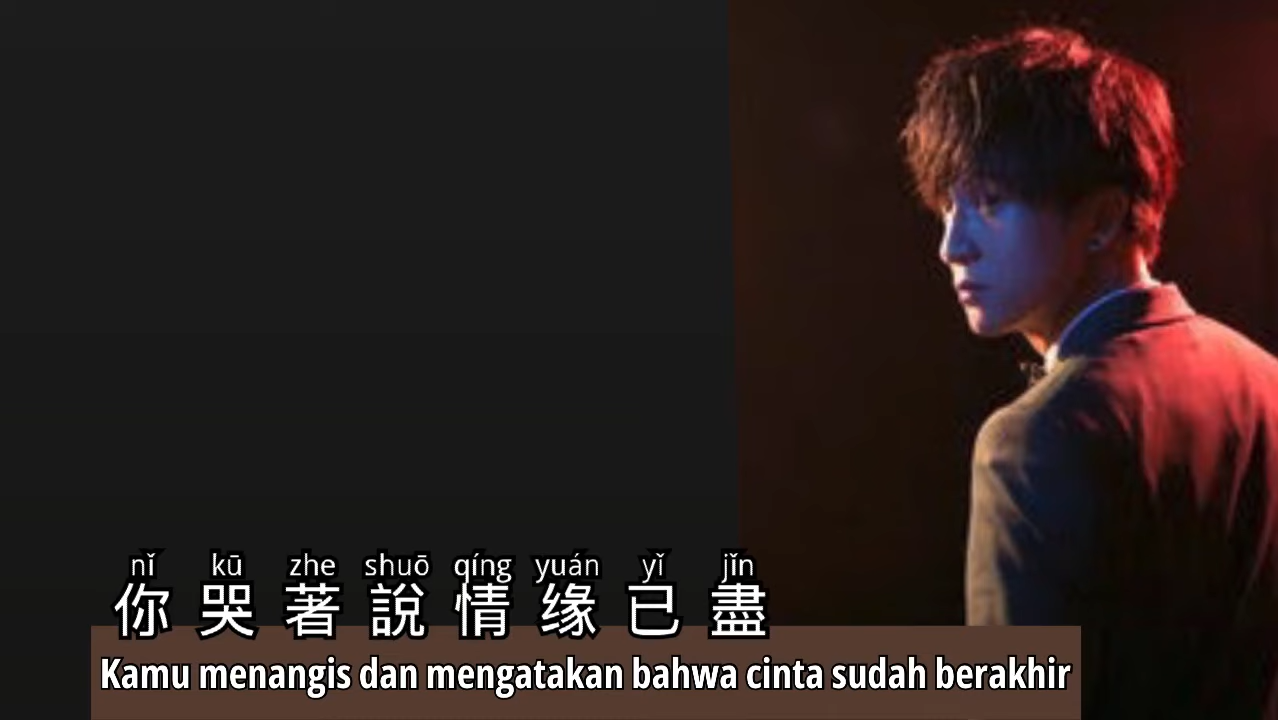 nǐ kū zhe shuō qíng yuán yǐ jǐn
你哭著說情缘已盡
Kamu menangis dan mengatakan bahwa cinta sudah berakhir